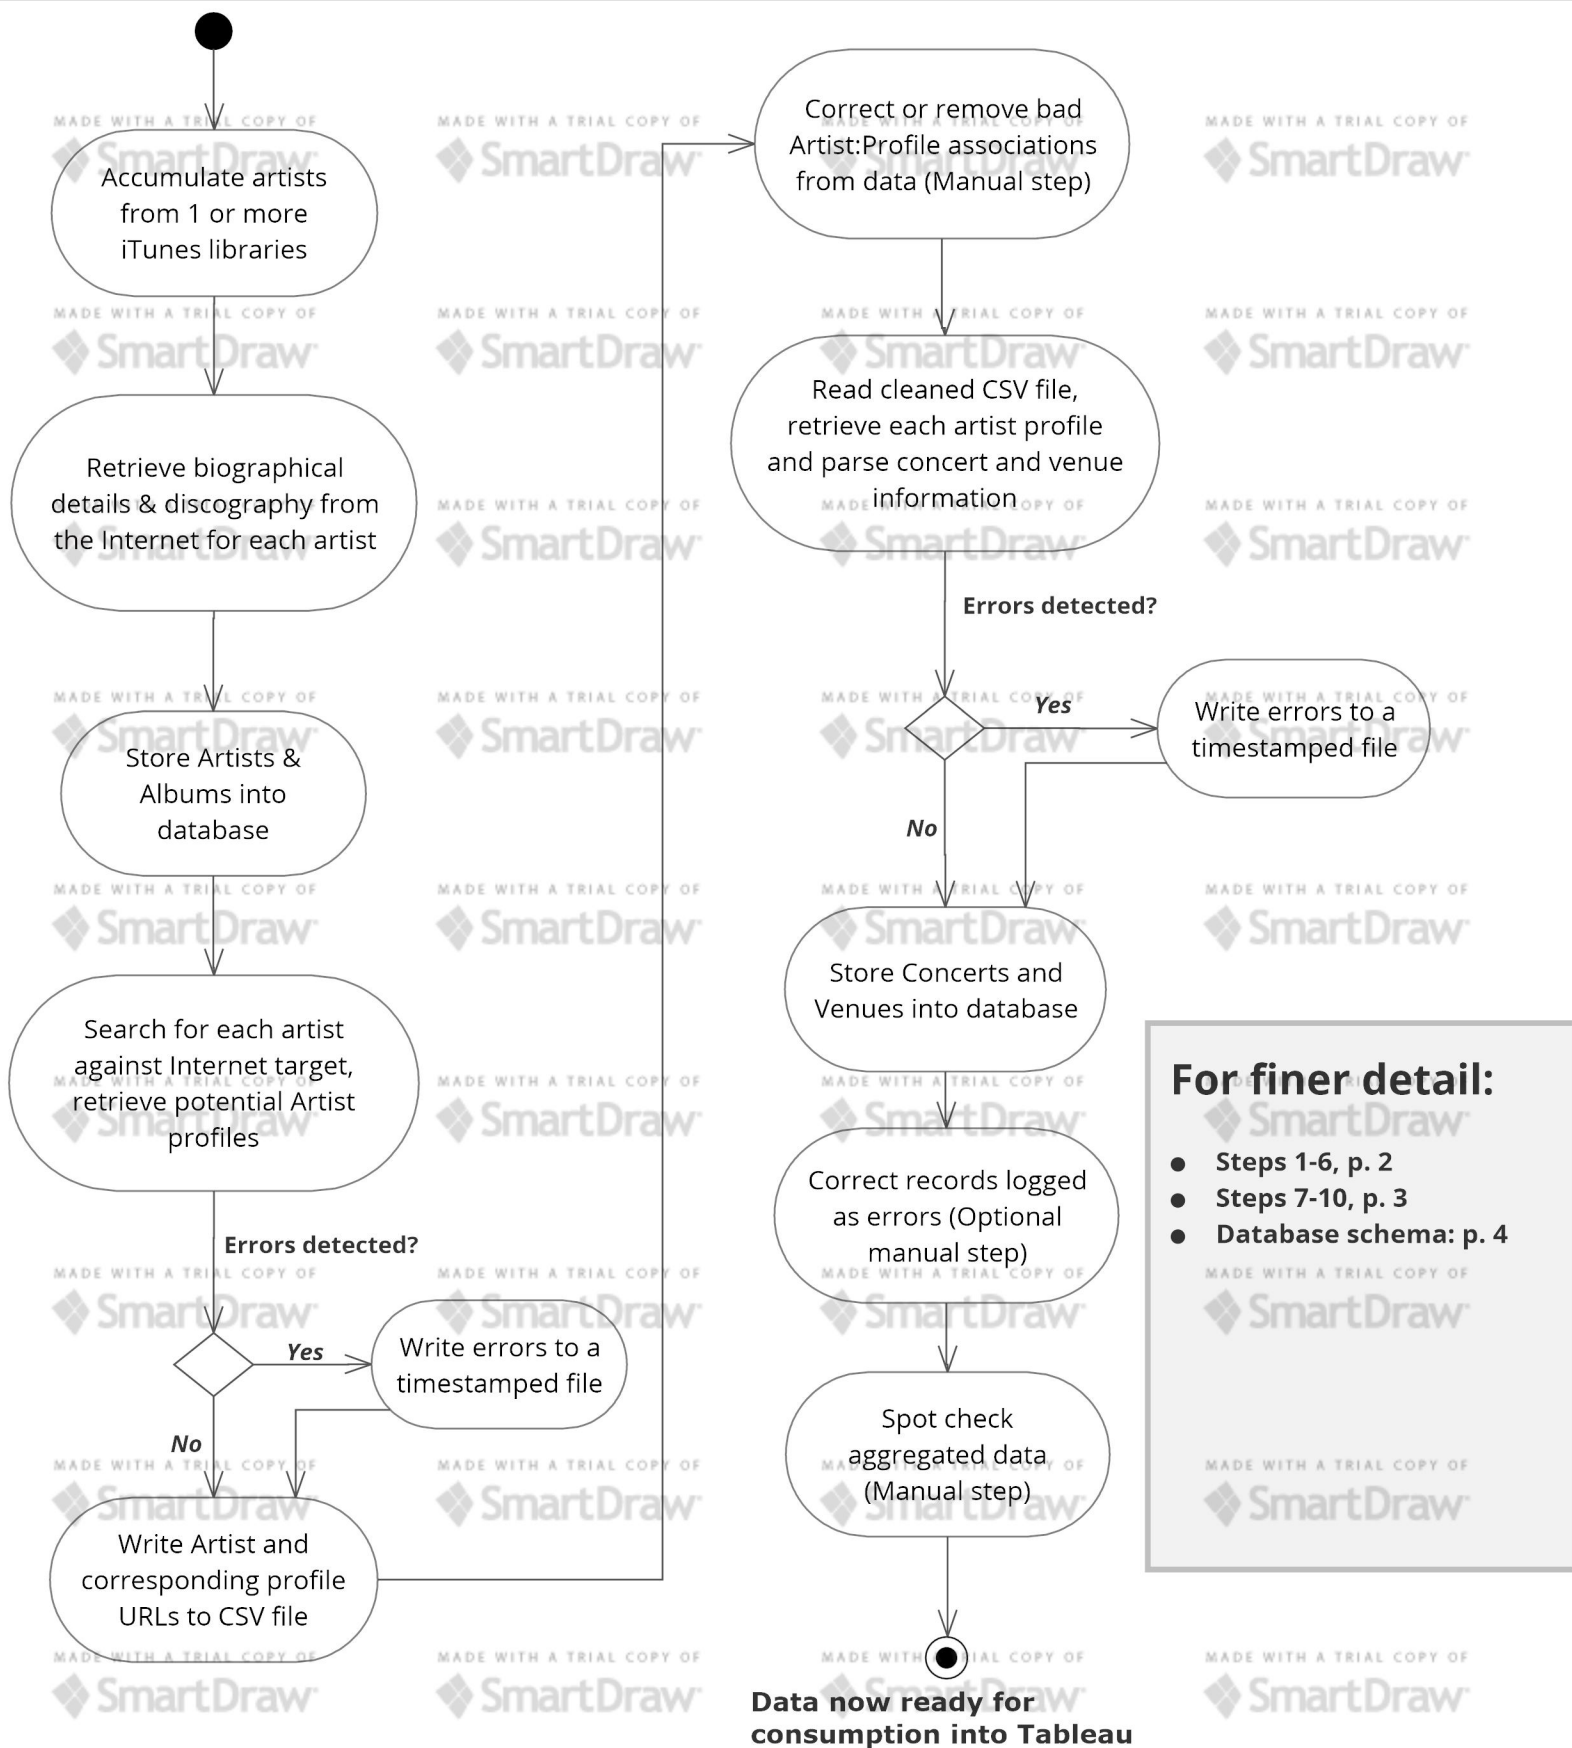 Accumulate artists
from 1 or more
iTunes libraries
Retrieve biographical
details & discography from
the Internet for each artist
Store Artists &
Albums into
database
Search for each artist
against Internet target,
retrieve potential Artist
profiles
Errors detected?
Yes
Write errors to a
timestamped file
No
Write Artist and
corresponding profile
URLs to CSV file
Correct or remove bad
Artist:Profile associations
from data (Manual step)
Read cleaned CSV file,
retrieve each artist profile
and parse concert and venue
information
Errors detected?
Yes
Write errors to a
timestamped file
No
Store Concerts and
Venues into database
Correct records logged
as errors (Optional
manual step)
Spot check
aggregated data
(Manual step)
Data now ready for
consumption into Tableau
For finer detail:
● Steps 1-6, p. 2
● Steps 7-10, p. 3
● Database schema: p. 4
MADE WITH A TRIAL COPY OF
SmartDraw